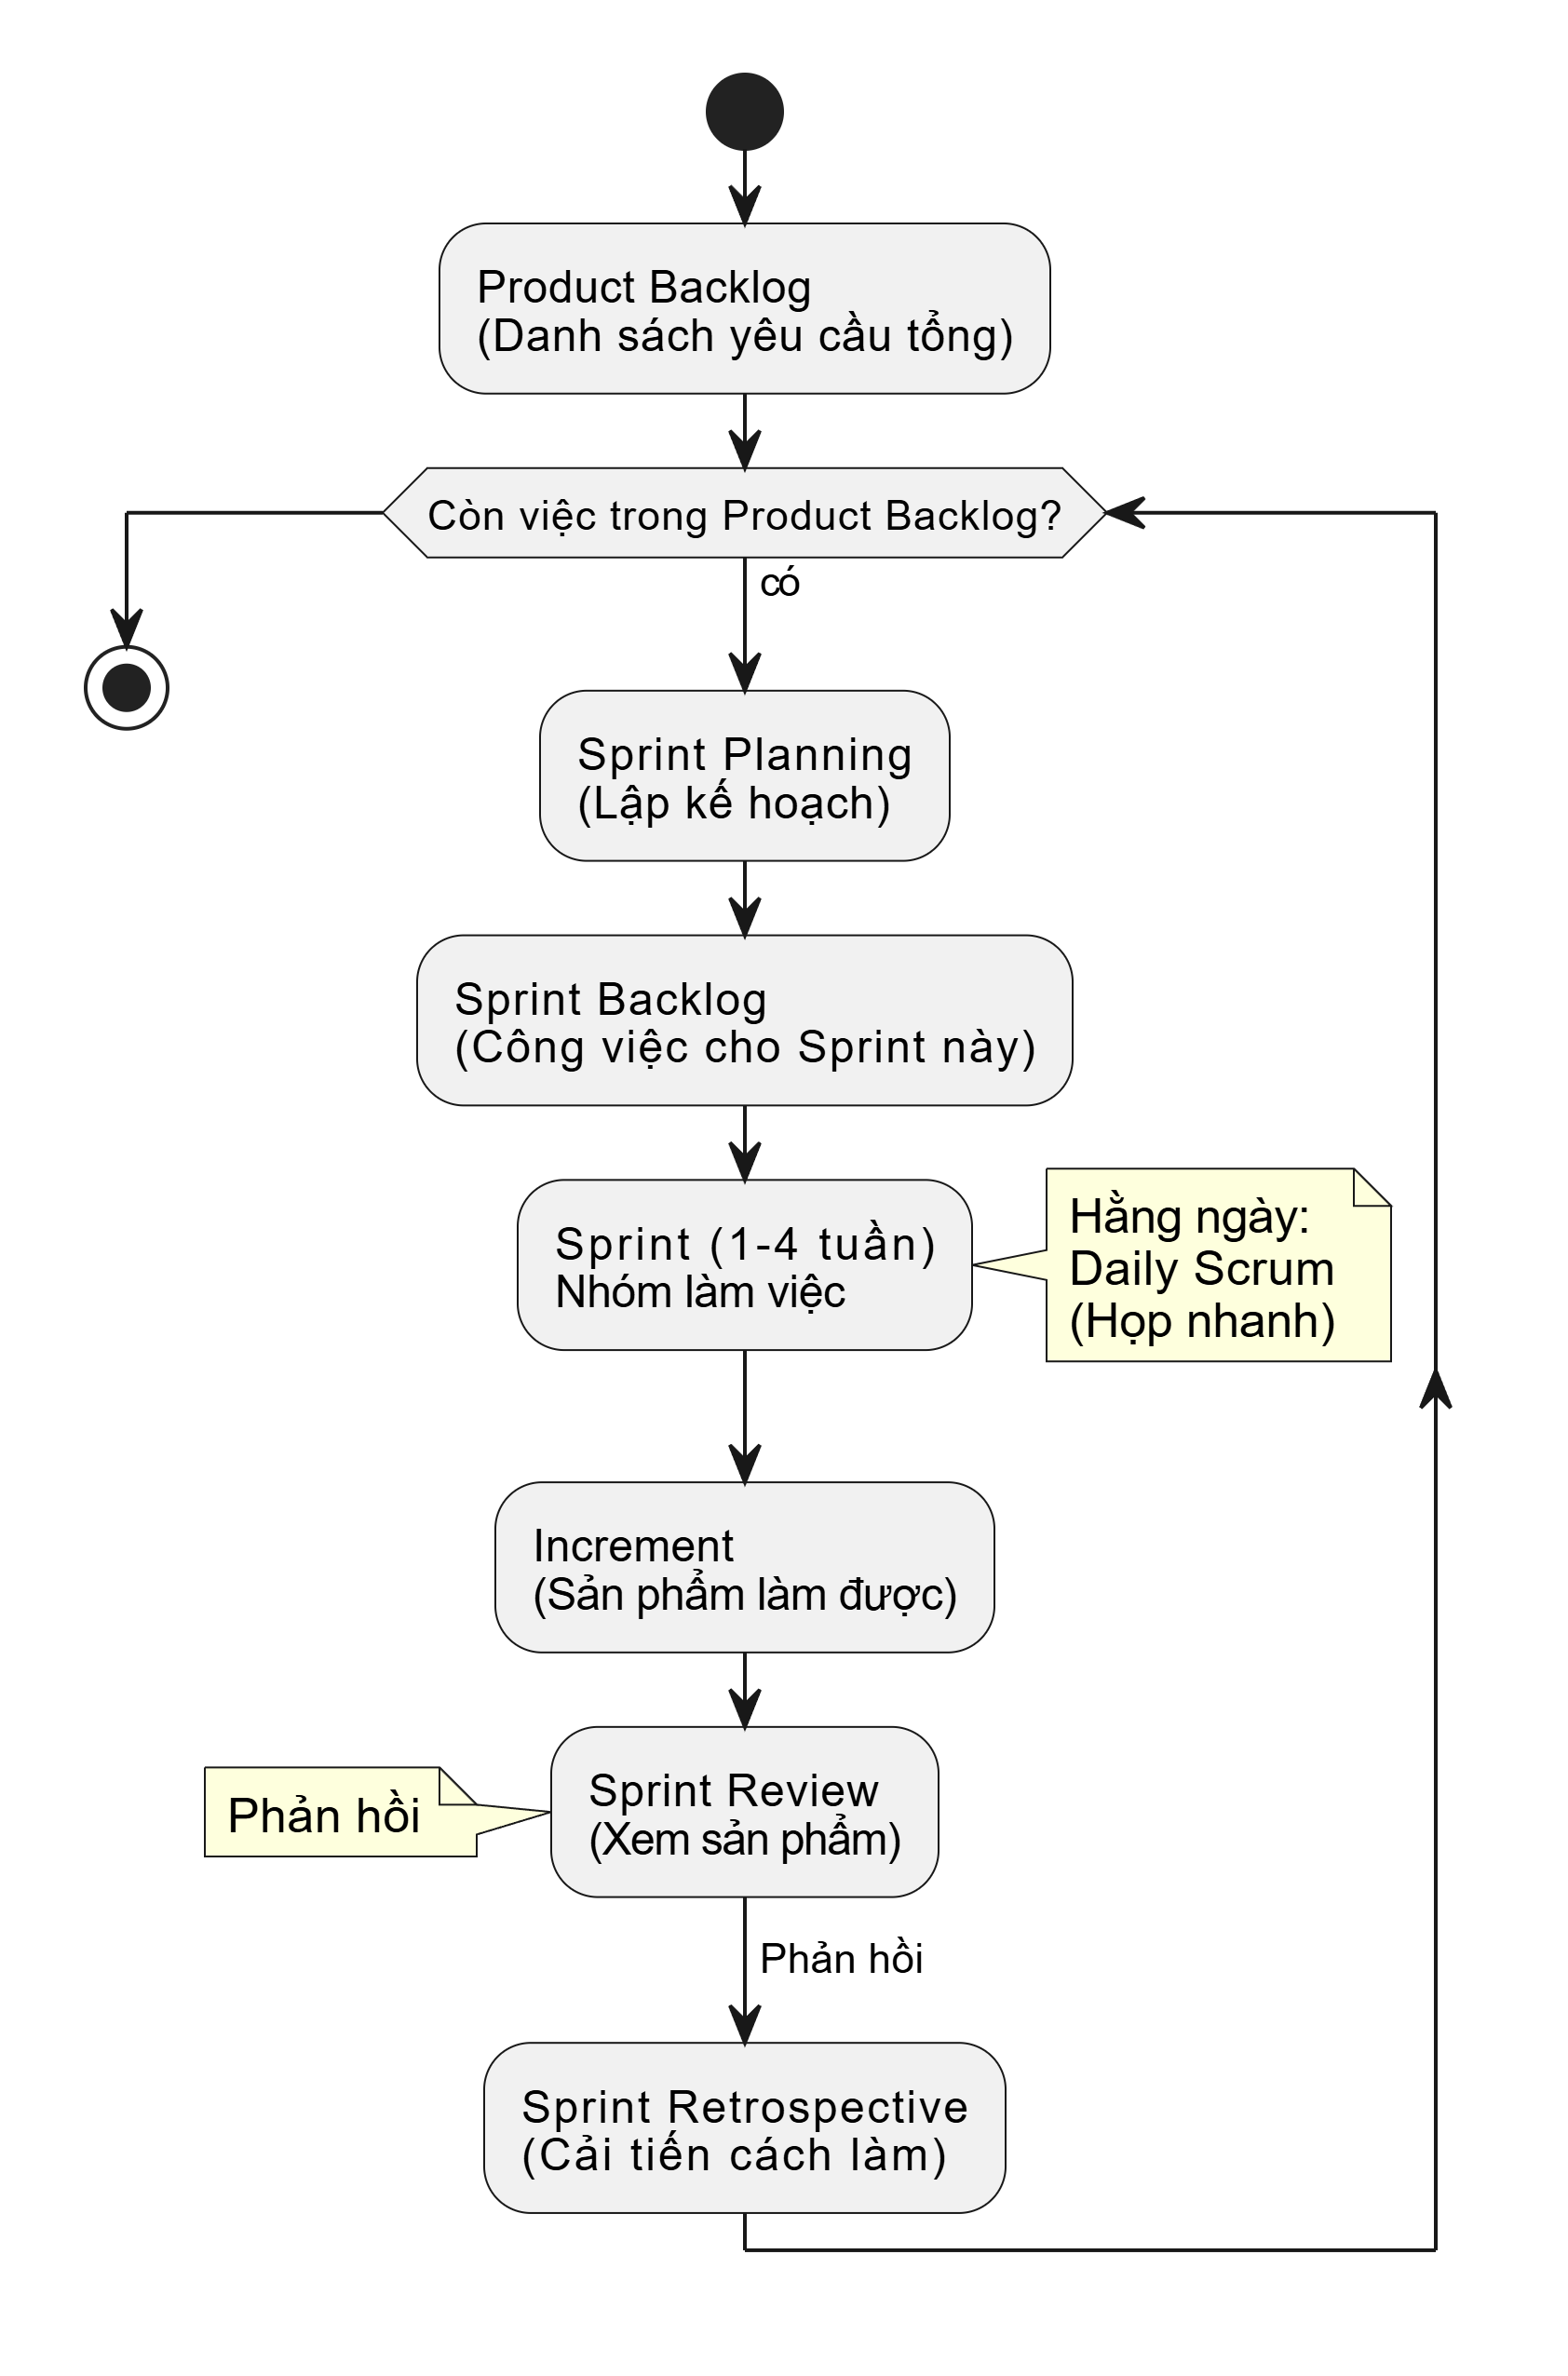 Product Backlog
(Danh sách yêu cầu tổng)
Còn việc trong Product Backlog?
có
Sprint Planning
(Lập kế hoạch)
Sprint Backlog
(Công việc cho Sprint này)
Sprint (1-4 tuần)
Nhóm làm việc
Hằng ngày:
Daily Scrum
(Họp nhanh)
Increment
(Sản phẩm làm được)
Phản hồi
Sprint Review
(Xem sản phẩm)
Phản hồi
Sprint Retrospective
(Cải tiến cách làm)